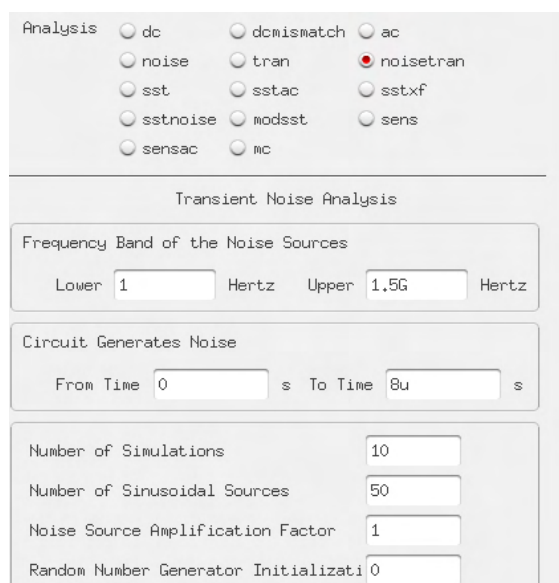 Analysis dc dcmismatch ac
noise tran noisetran
sst sstac sstxf
sstnoise modsst sens
sensac mc
Transient Noise Analysis
Frequency Band of the Noise Sources
Lower 1 Hertz Upper 1.5G Hertz
Circuit Generates Noise
From Time 0 s To Time 8u s
Number of Simulations 10
Number of Sinusoidal Sources 50
Noise Source Amplification Factor 1
Random Number Generator Initializati 0